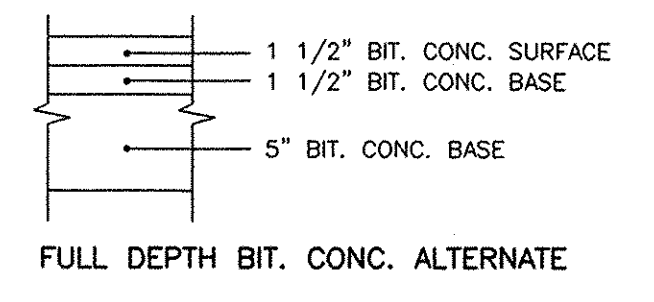 1 1/2" BIT. CONC. SURFACE
1 1/2" BIT. CONC. BASE
5" BIT. CONC. BASE
FULL DEPTH BIT. CONC. ALTERNATE